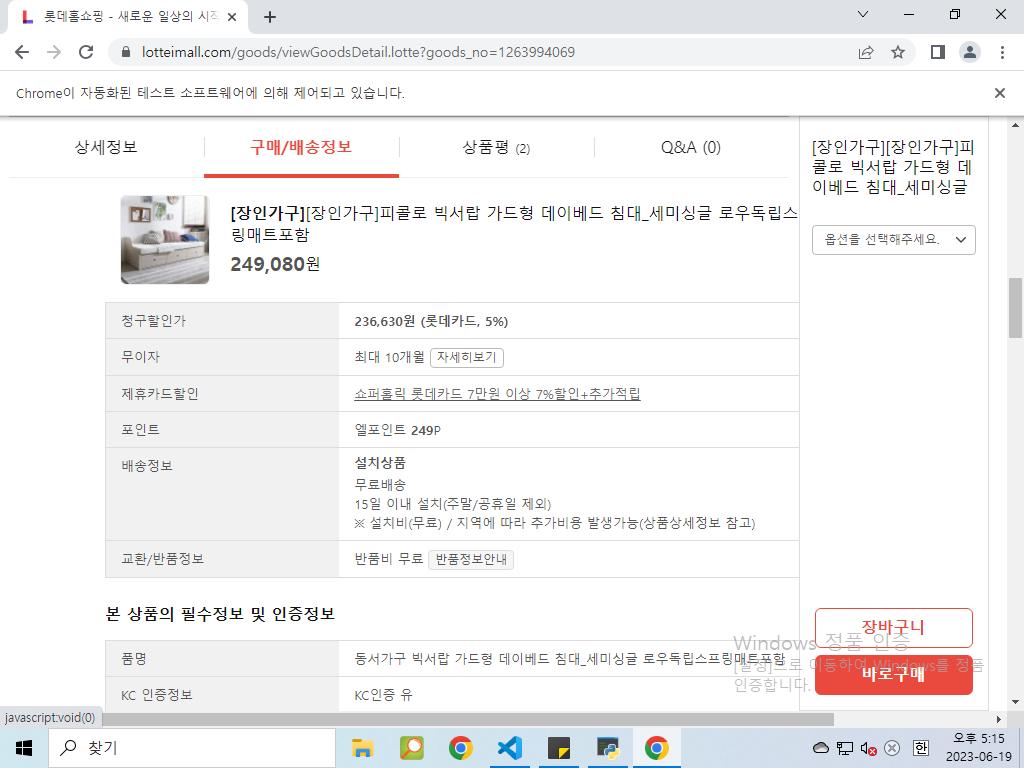 롯데홈쇼핑 - 새로운 일상의 시작
lotteimall.com/goods/viewGoodsDetail.lotte?goods_no=1263994069
Chrome이 자동화된 테스트 소프트웨어에 의해 제어되고 있습니다.
상세정보
구매/배송정보
상품평 (2)
Q&A (0)
[장인가구][장인가구]피콜로 빅서랍 가드형 데이베드 침대_세미싱글 로우독립스
링매트포함
249,080원
청구할인가
236,630원 (롯데카드, 5%)
무이자
최대 10개월 자세히보기
제휴카드할인
쇼퍼홀릭 롯데카드 7만원 이상 7%할인+추가적립
포인트
엘포인트 249P
배송정보
설치상품
무료배송
15일 이내 설치(주말/공휴일 제외)
※ 설치비(무료) / 지역에 따라 추가비용 발생가능(상품상세정보 참고)
교환/반품정보
반품비 무료 반품정보안내
본 상품의 필수정보 및 인증정보
품명
동서가구 빅서랍 가드형 데이베드 침대_세미싱글 로우독립스프링매트포함
KC 인증정보
KC인증 유
[장인가구][장인가구]피
콜로 빅서랍 가드형 데
이베드 침대_세미싱글
옵션을 선택해주세요.
장바구니
바로구매
Windows 정품 인증
[설정]으로 이동하여 Windows를 정품
인증합니다.
javascript:void(0)
찾기
한
오후 5:15
2023-06-19